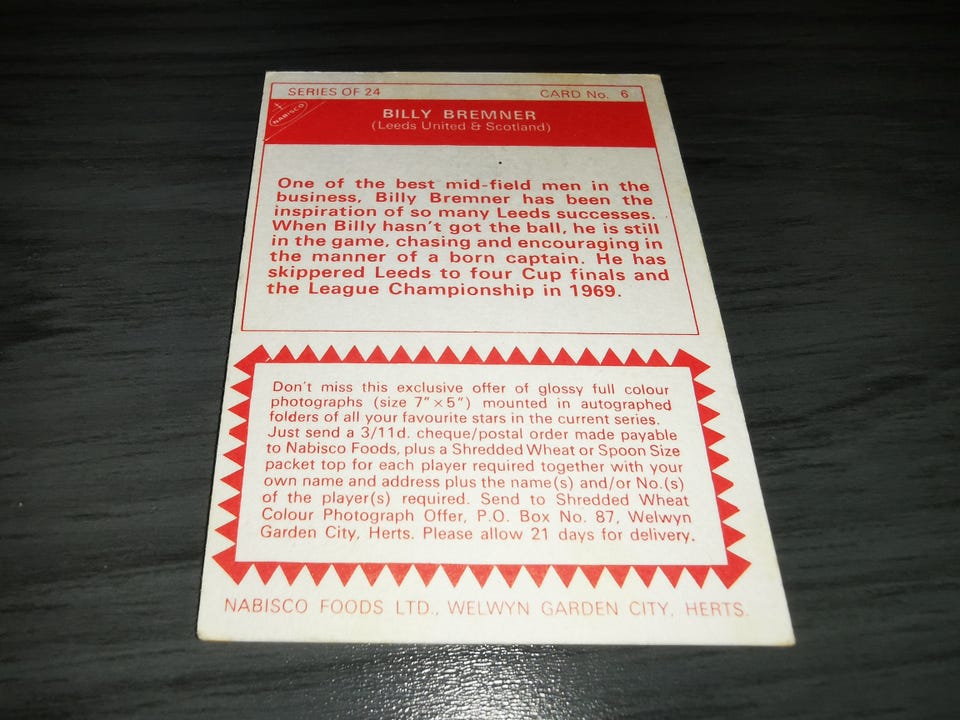 SERIES OF 24 CARD No. 6
NABISCO
BILLY BREMNER
(Leeds United & Scotland)
One of the best mid-field men in the
business, Billy Bremner has been the
inspiration of so many Leeds successes.
When Billy hasn't got the ball, he is still
in the game, chasing and encouraging in
the manner of a born captain. He has
skippered Leeds to four Cup finals and
the League Championship in 1969.
Don't miss this exclusive offer of glossy full colour
photographs (size 7" × 5") mounted in autographed
folders of all your favourite stars in the current series.
Just send a 3/11d. cheque/postal order made payable
to Nabisco Foods, plus a Shredded Wheat or Spoon Size
packet top for each player required together with your
own name and address plus the name(s) and/or No.(s)
of the player(s) required. Send to Shredded Wheat
Colour Photograph Offer, P.O. Box No. 87, Welwyn
Garden City, Herts. Please allow 21 days for delivery.
NABISCO FOODS LTD., WELWYN GARDEN CITY, HERTS.